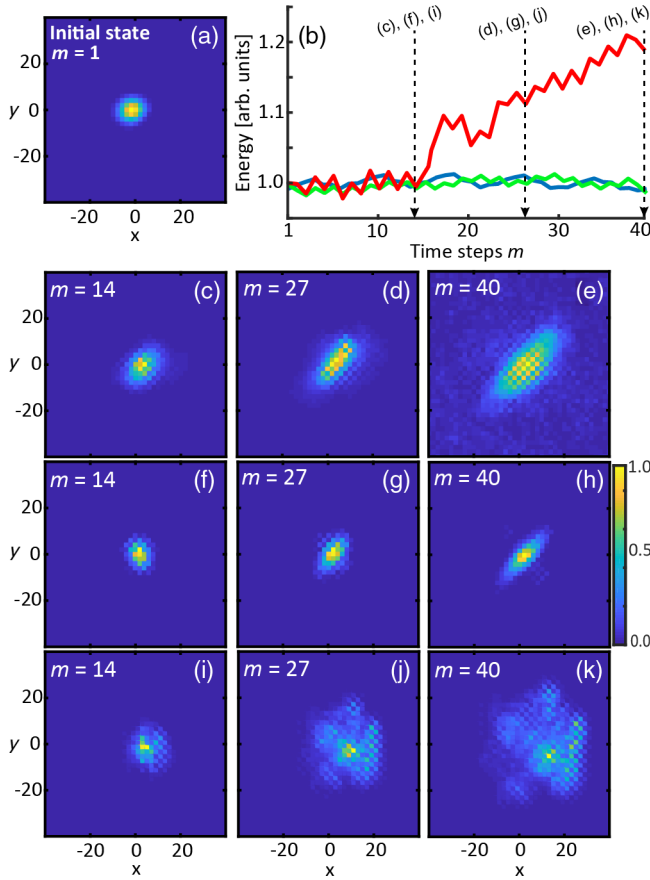 Initial state (a)
m = 1
y
20
0
-20
-20 0 20
x
(b)
(c), (f), (i)
(d), (g), (j)
(e), (h), (k)
Energy [arb. units]
1.2
1.1
1.0
1 10 20 30 40
Time steps m
m = 14 (c)
m = 27 (d)
m = 40 (e)
y
20
0
-20
m = 14 (f)
m = 27 (g)
m = 40 (h)
y
20
0
-20
1.0
0.5
0.0
m = 14 (i)
m = 27 (j)
m = 40 (k)
y
20
0
-20
-20 0 20
-20 0 20
-20 0 20
x
x
x